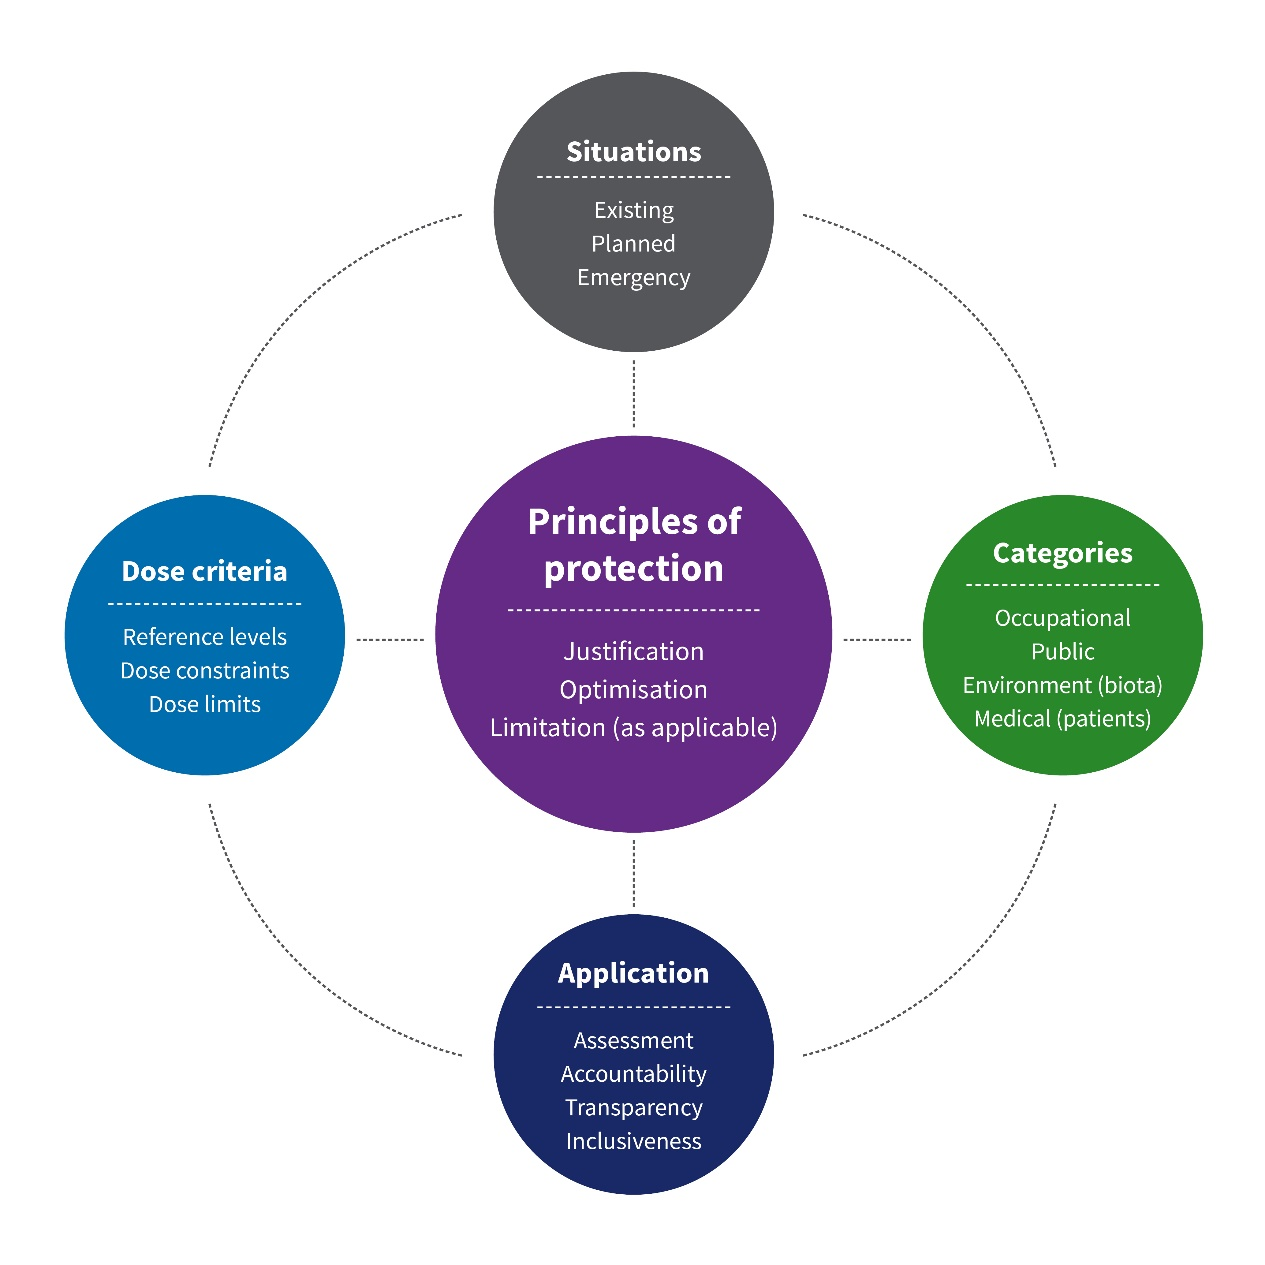 Situations
Existing
Planned
Emergency
Dose criteria
Reference levels
Dose constraints
Dose limits
Principles of
protection
Justification
Optimisation
Limitation (as applicable)
Categories
Occupational
Public
Environment (biota)
Medical (patients)
Application
Assessment
Accountability
Transparency
Inclusiveness